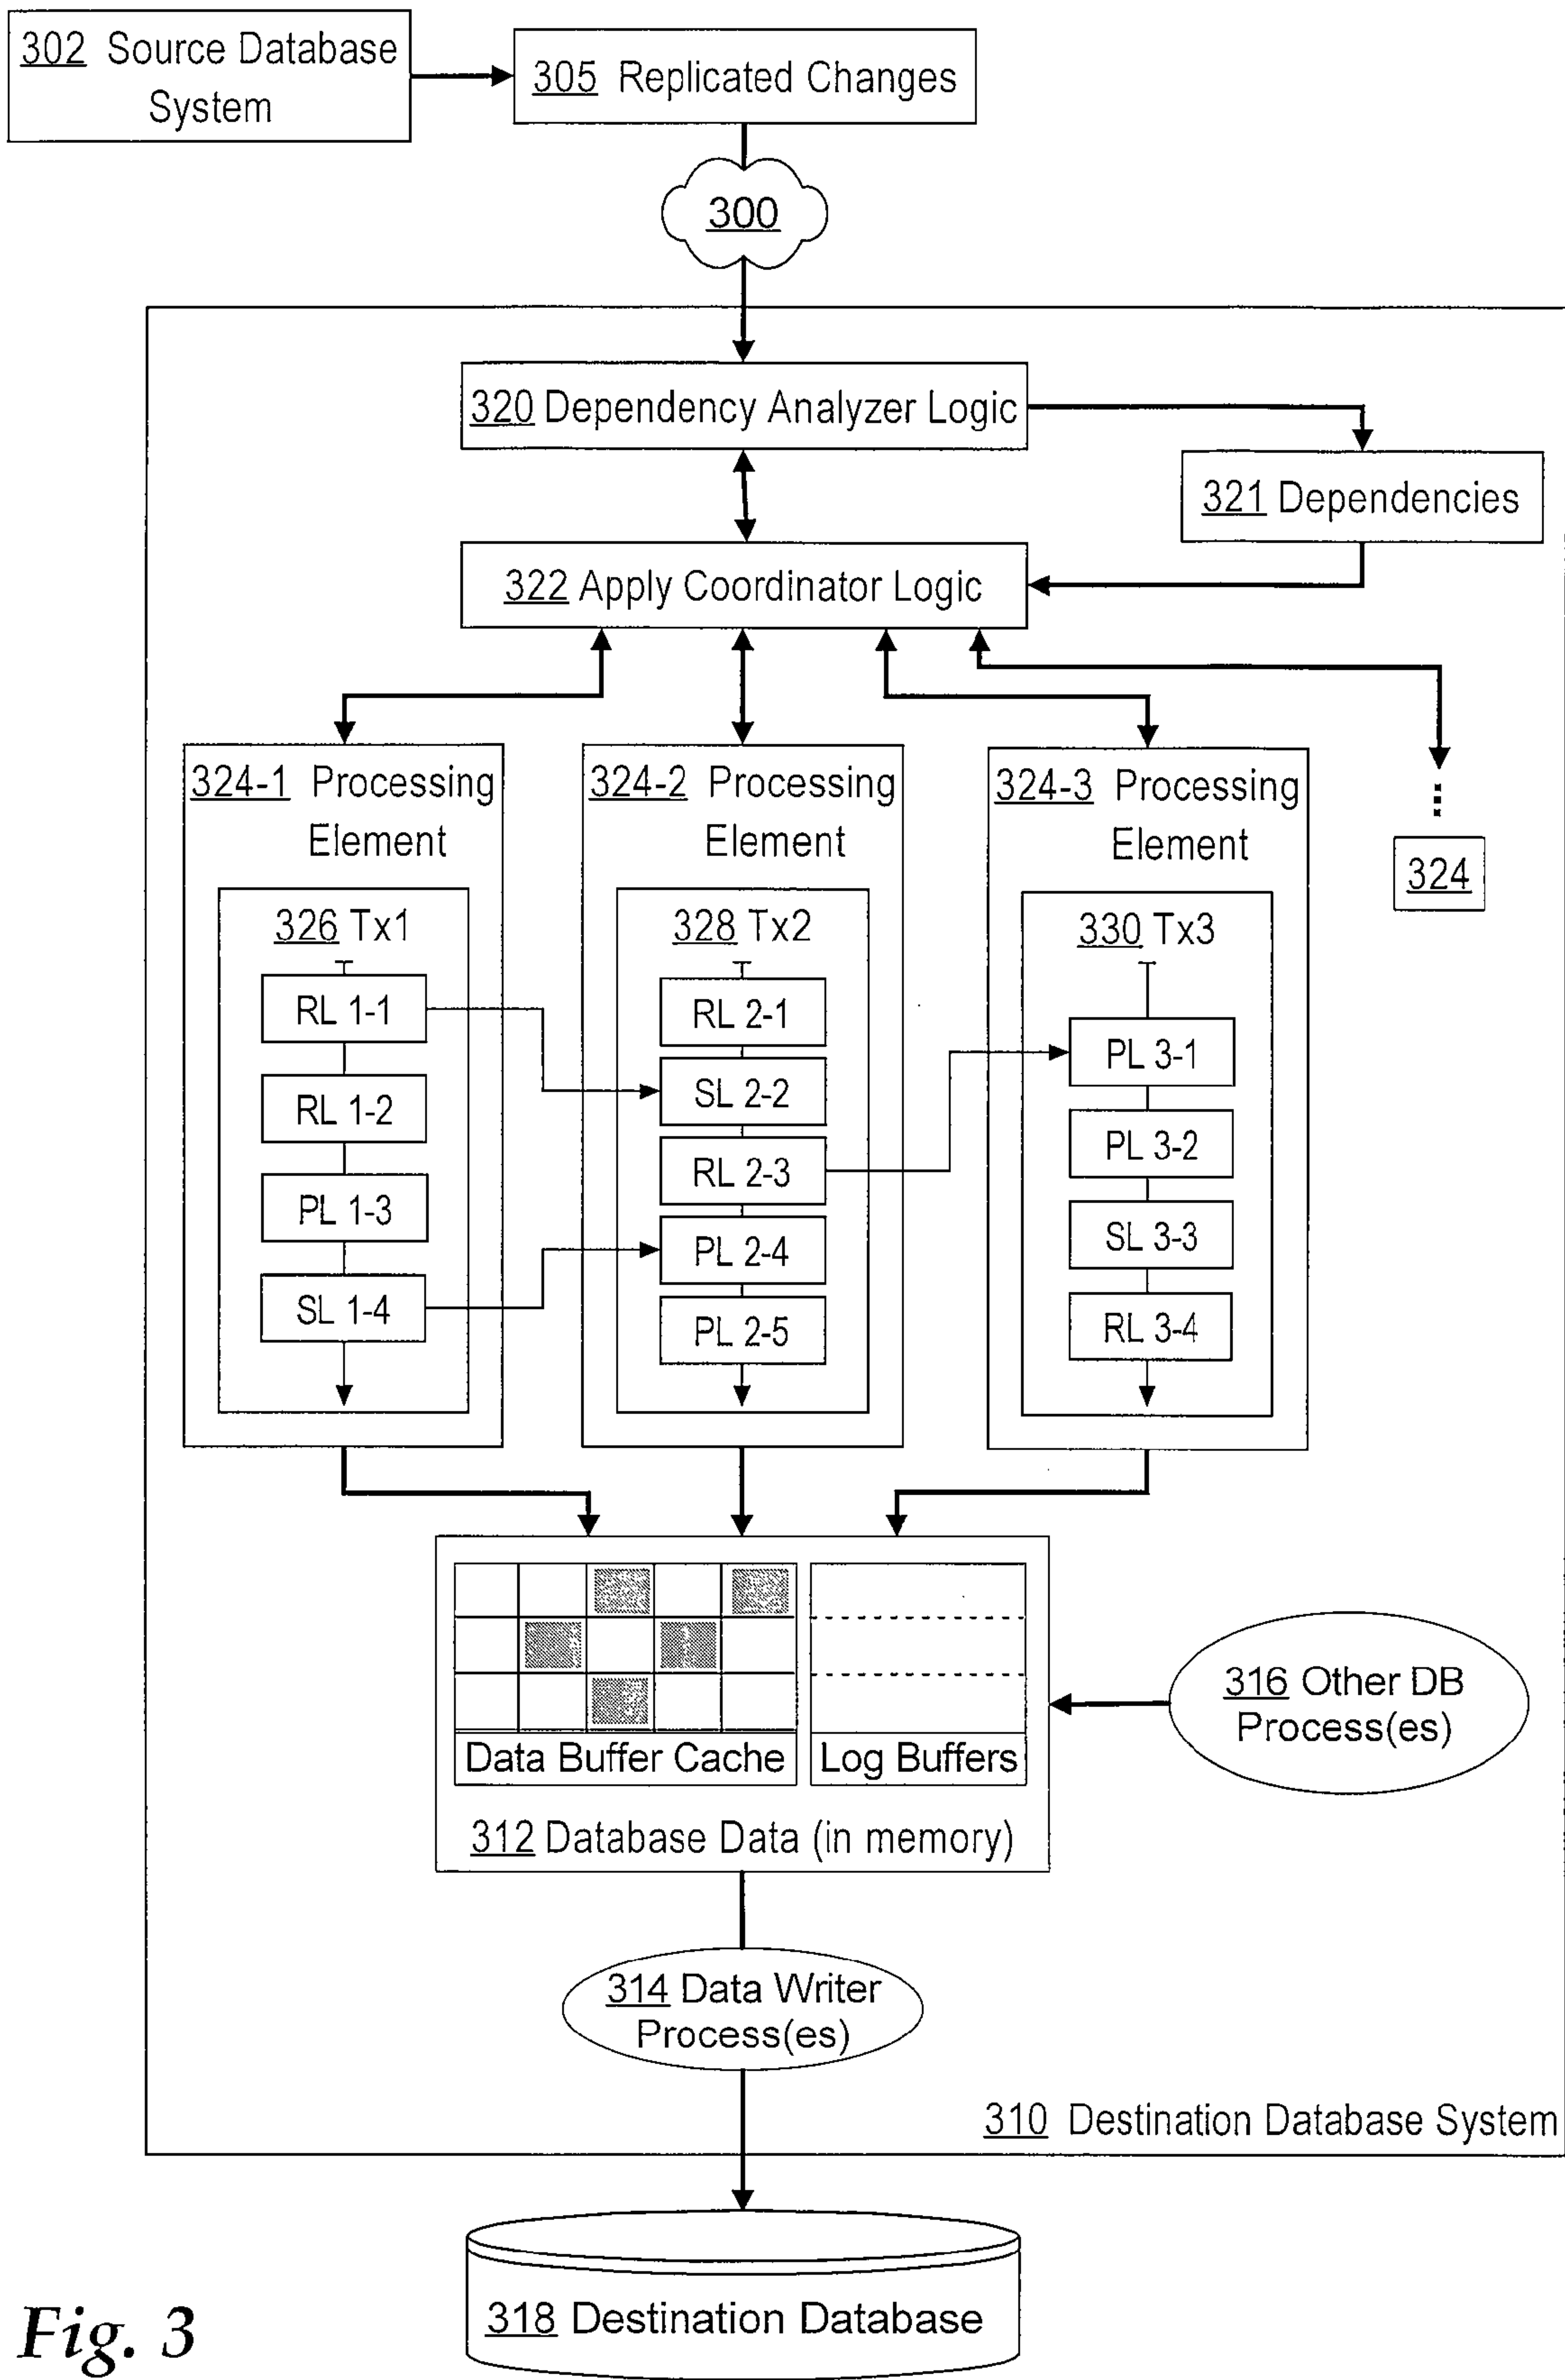 302 Source Database
System
305 Replicated Changes
300
320 Dependency Analyzer Logic
321 Dependencies
322 Apply Coordinator Logic
324-1 Processing
Element
324-2 Processing
Element
324-3 Processing
Element
324
326 Tx1
RL 1-1
RL 1-2
PL 1-3
SL 1-4
328 Tx2
RL 2-1
SL 2-2
RL 2-3
PL 2-4
PL 2-5
330 Tx3
PL 3-1
PL 3-2
SL 3-3
RL 3-4
Data Buffer Cache
Log Buffers
312 Database Data (in memory)
316 Other DB
Process(es)
314 Data Writer
Process(es)
310 Destination Database System
318 Destination Database
Fig. 3